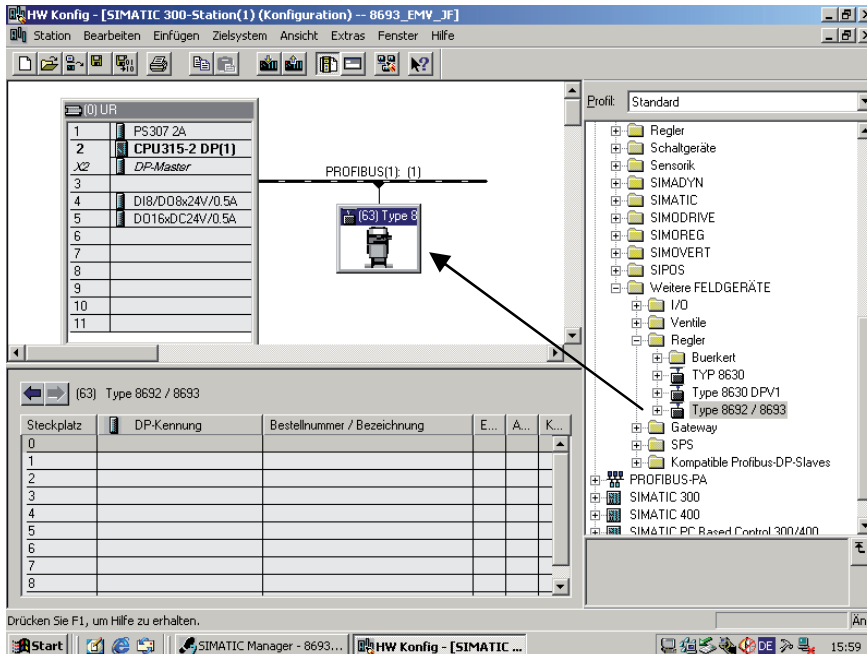 HW Konfig - [SIMATIC 300-Station(1) (Konfiguration) -- 8693_EMV_JF]
Station Bearbeiten Einfügen Zielsystem Ansicht Extras Fenster Hilfe
(0) UR
1 PS307 2A
2 CPU315-2 DP(1)
X2 DP-Master
3
4 DI8/DO8x24V/0.5A
5 DO16xDC24V/0.5A
6
7
8
9
10
11
PROFIBUS(1): (1)
(63) Type 8
Profil: Standard
Regler
Schaltgeräte
Sensorik
SIMADYN
SIMATIC
SIMODRIVE
SIMOREG
SIMOVERT
SIPOS
Weitere FELDGERÄTE
I/O
Ventile
Regler
Buerkert
TYP 8630
Type 8630 DPV1
Type 8692 / 8693
Gateway
SPS
Kompatible Profibus-DP-Slaves
PROFIBUS-PA
SIMATIC 300
SIMATIC 400
SIMATIC PC Based Control 300/400
(63) Type 8692 / 8693
Steckplatz DP-Kennung Bestellnummer / Bezeichnung E... A... K...
0
1
2
3
4
5
6
7
8
Drücken Sie F1, um Hilfe zu erhalten.
Än
Start SIMATIC Manager - 8693... HW Konfig - [SIMATIC ... DE 15:59